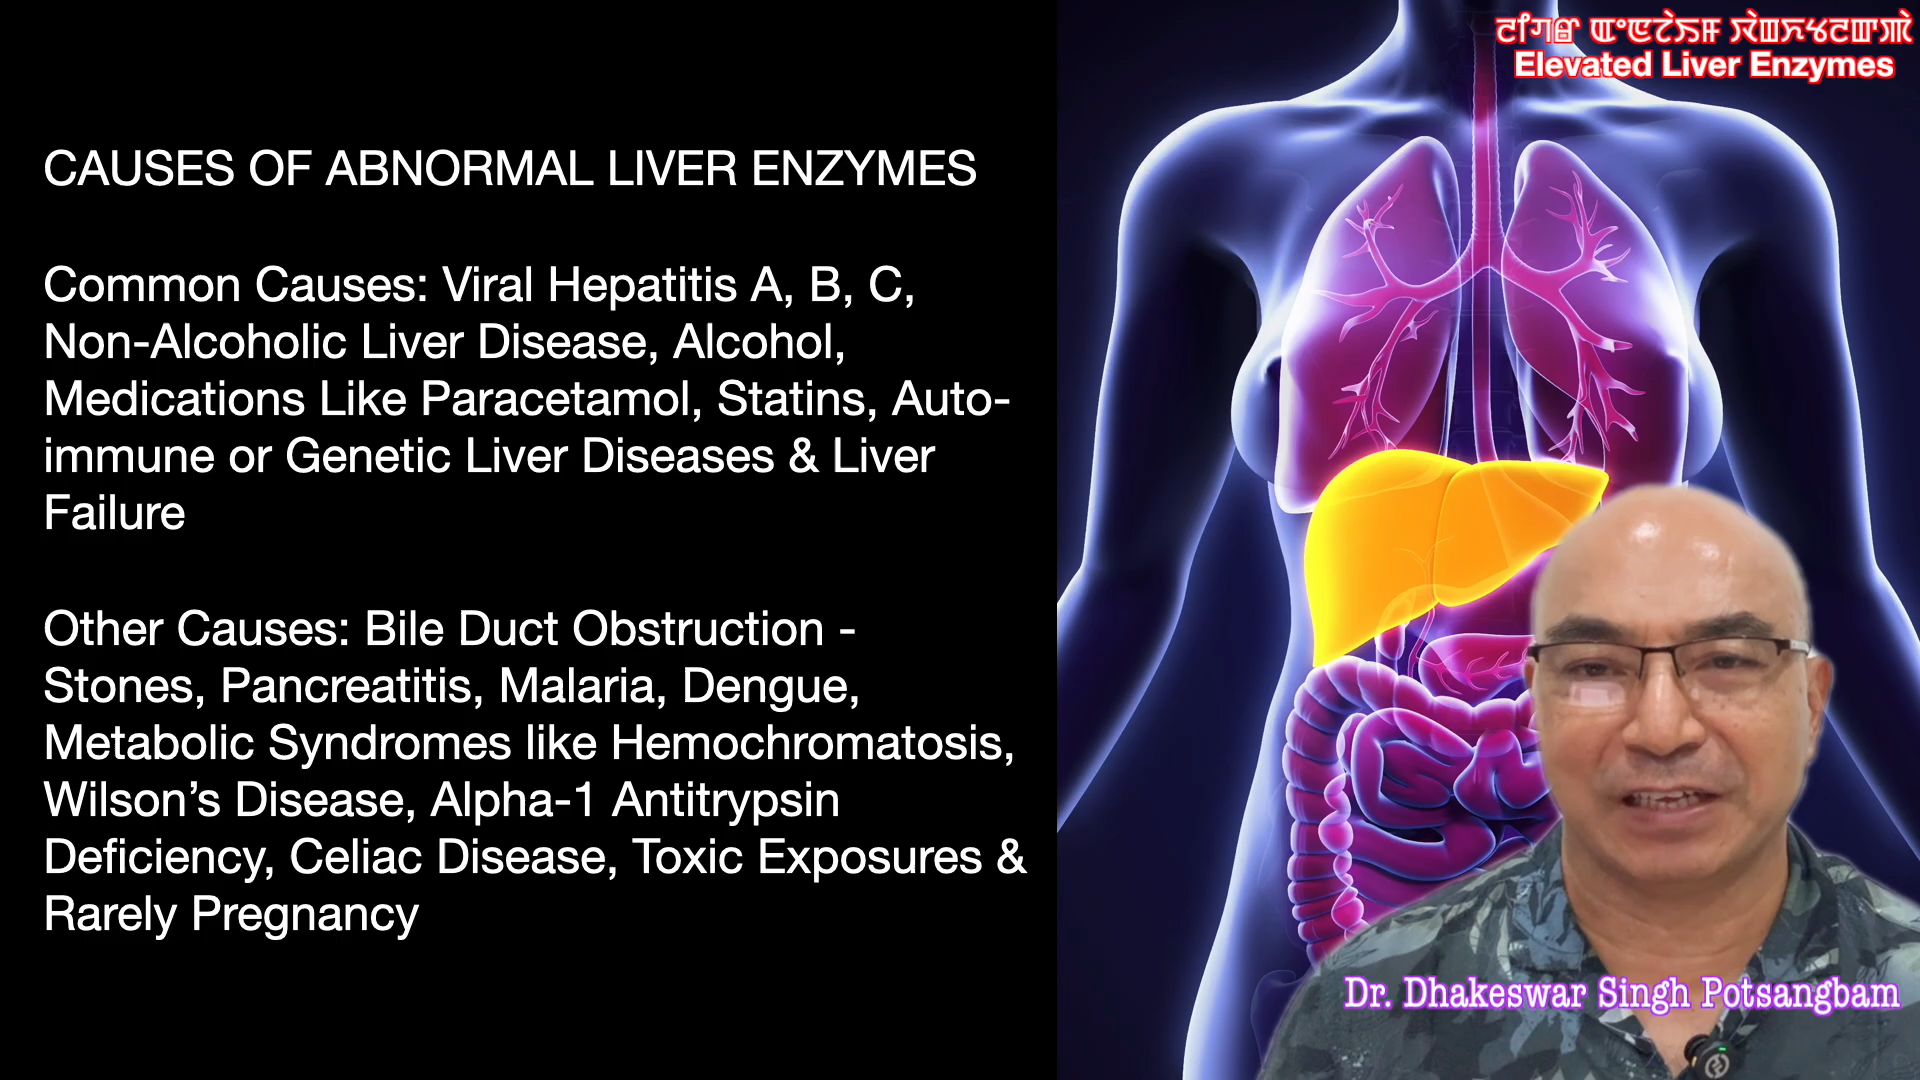 CAUSES OF ABNORMAL LIVER ENZYMES
Common Causes: Viral Hepatitis A, B, C,
Non-Alcoholic Liver Disease, Alcohol,
Medications Like Paracetamol, Statins, Auto-
immune or Genetic Liver Diseases & Liver
Failure
Other Causes: Bile Duct Obstruction -
Stones, Pancreatitis, Malaria, Dengue,
Metabolic Syndromes like Hemochromatosis,
Wilson’s Disease, Alpha-1 Antitrypsin
Deficiency, Celiac Disease, Toxic Exposures &
Rarely Pregnancy
Elevated Liver Enzymes
Dr. Dhakeswar Singh Potsangbam